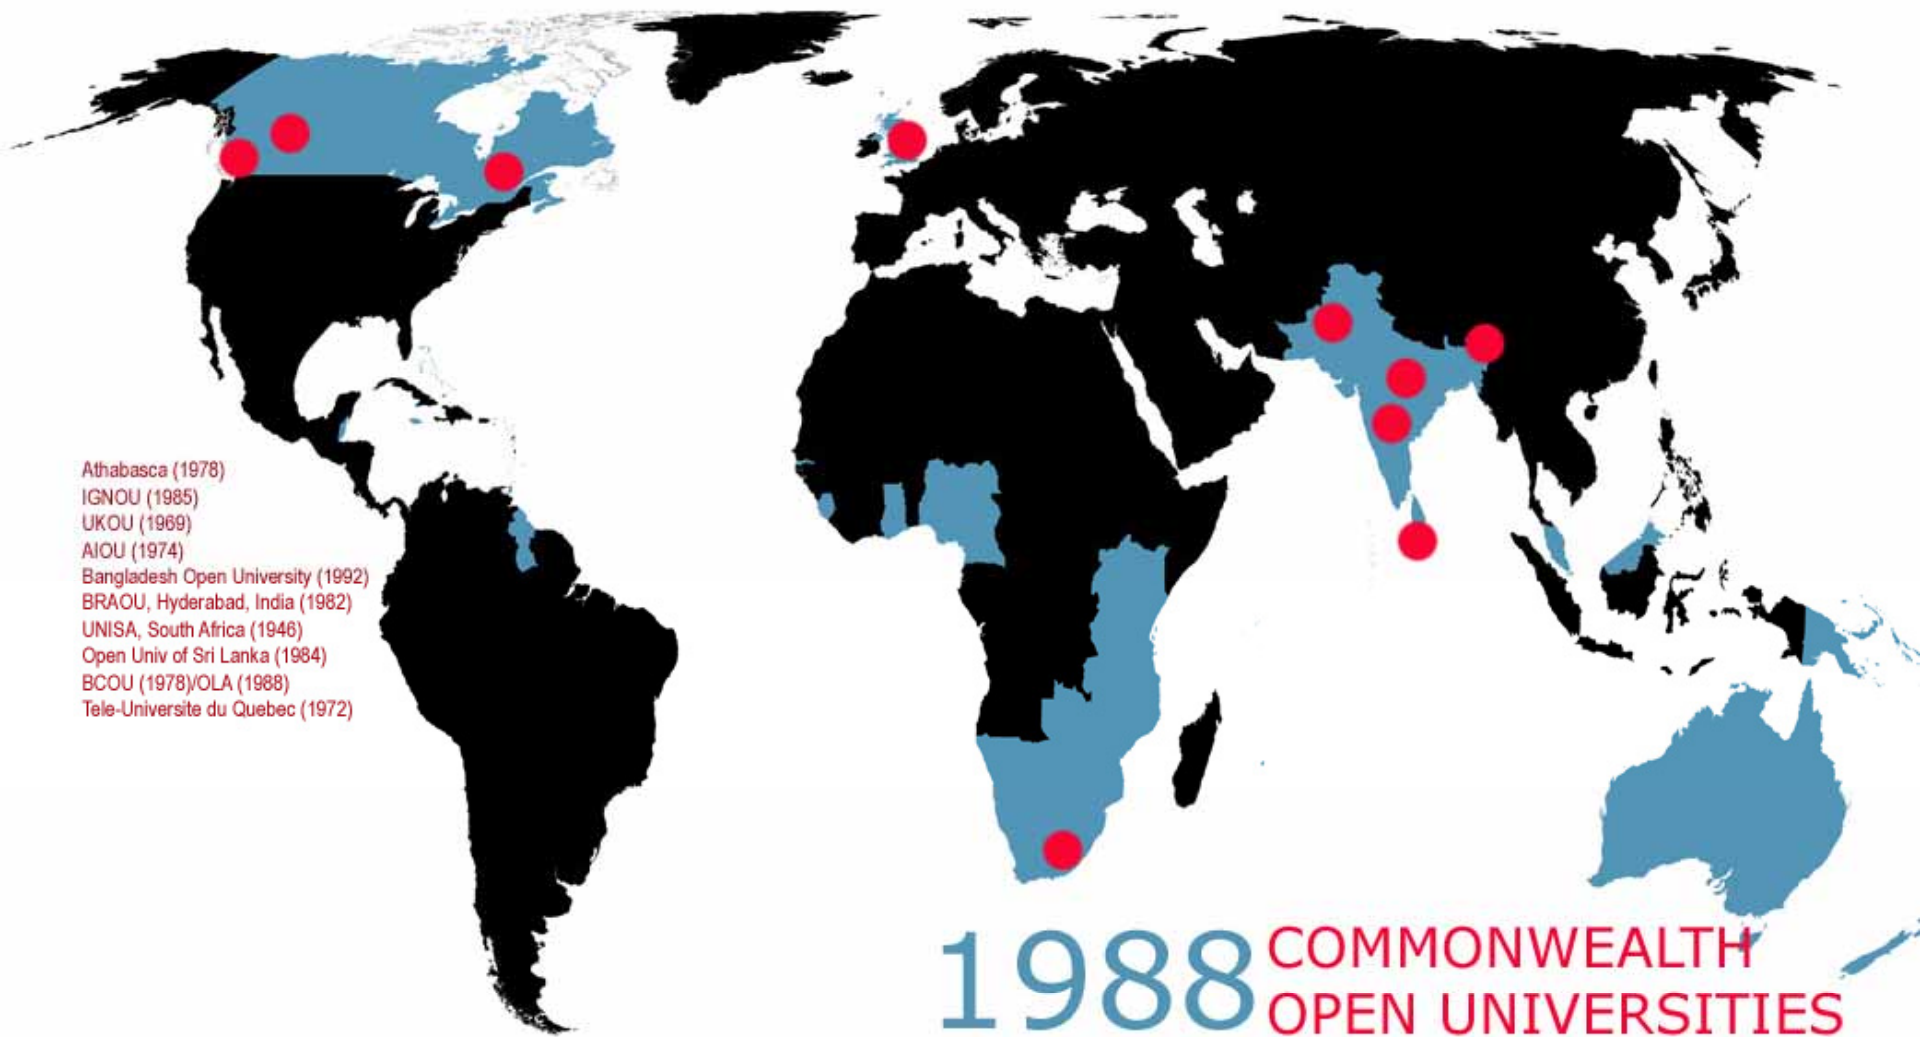 Athabasca (1978)
IGNOU (1985)
UKOU (1969)
AIOU (1974)
Bangladesh Open University (1992)
BRAOU, Hyderabad, India (1982)
UNISA, South Africa (1946)
Open Univ of Sri Lanka (1984)
BCOU (1978)/OLA (1988)
Tele-Universite du Quebec (1972)
1988 COMMONWEALTH
OPEN UNIVERSITIES